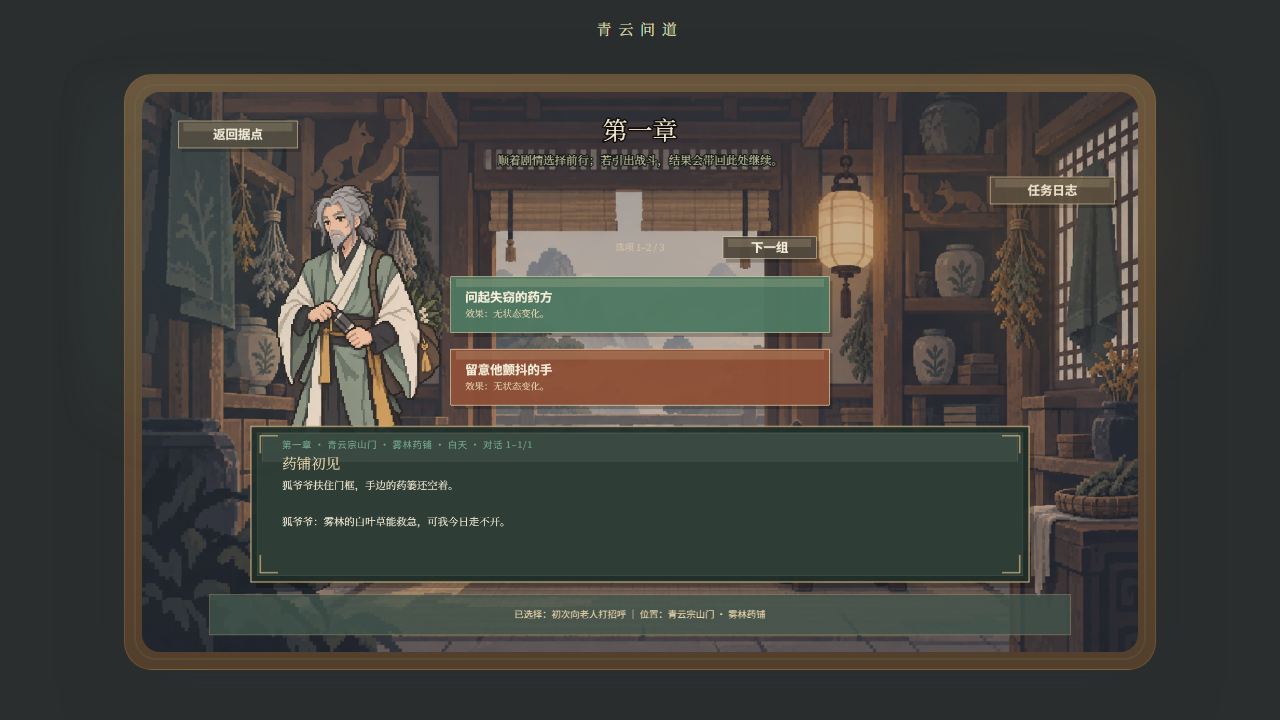 青云问道
返回据点
第一章
顺着剧情选择前行；若引出战斗，结果会带回此处继续。
任务日志
选项 1-2 / 3
下一组
问起失窃的药方
效果：无状态变化。
留意他颤抖的手
效果：无状态变化。
第一章 · 青云宗山门 · 雾林药铺 · 白天 · 对话 1-1/1
药铺初见
狐爷爷扶住门框，手边的药篓还空着。
狐爷爷：雾林的白叶草能救急，可我今日走不开。
已选择：初次向老人打招呼 | 位置：青云宗山门 · 雾林药铺